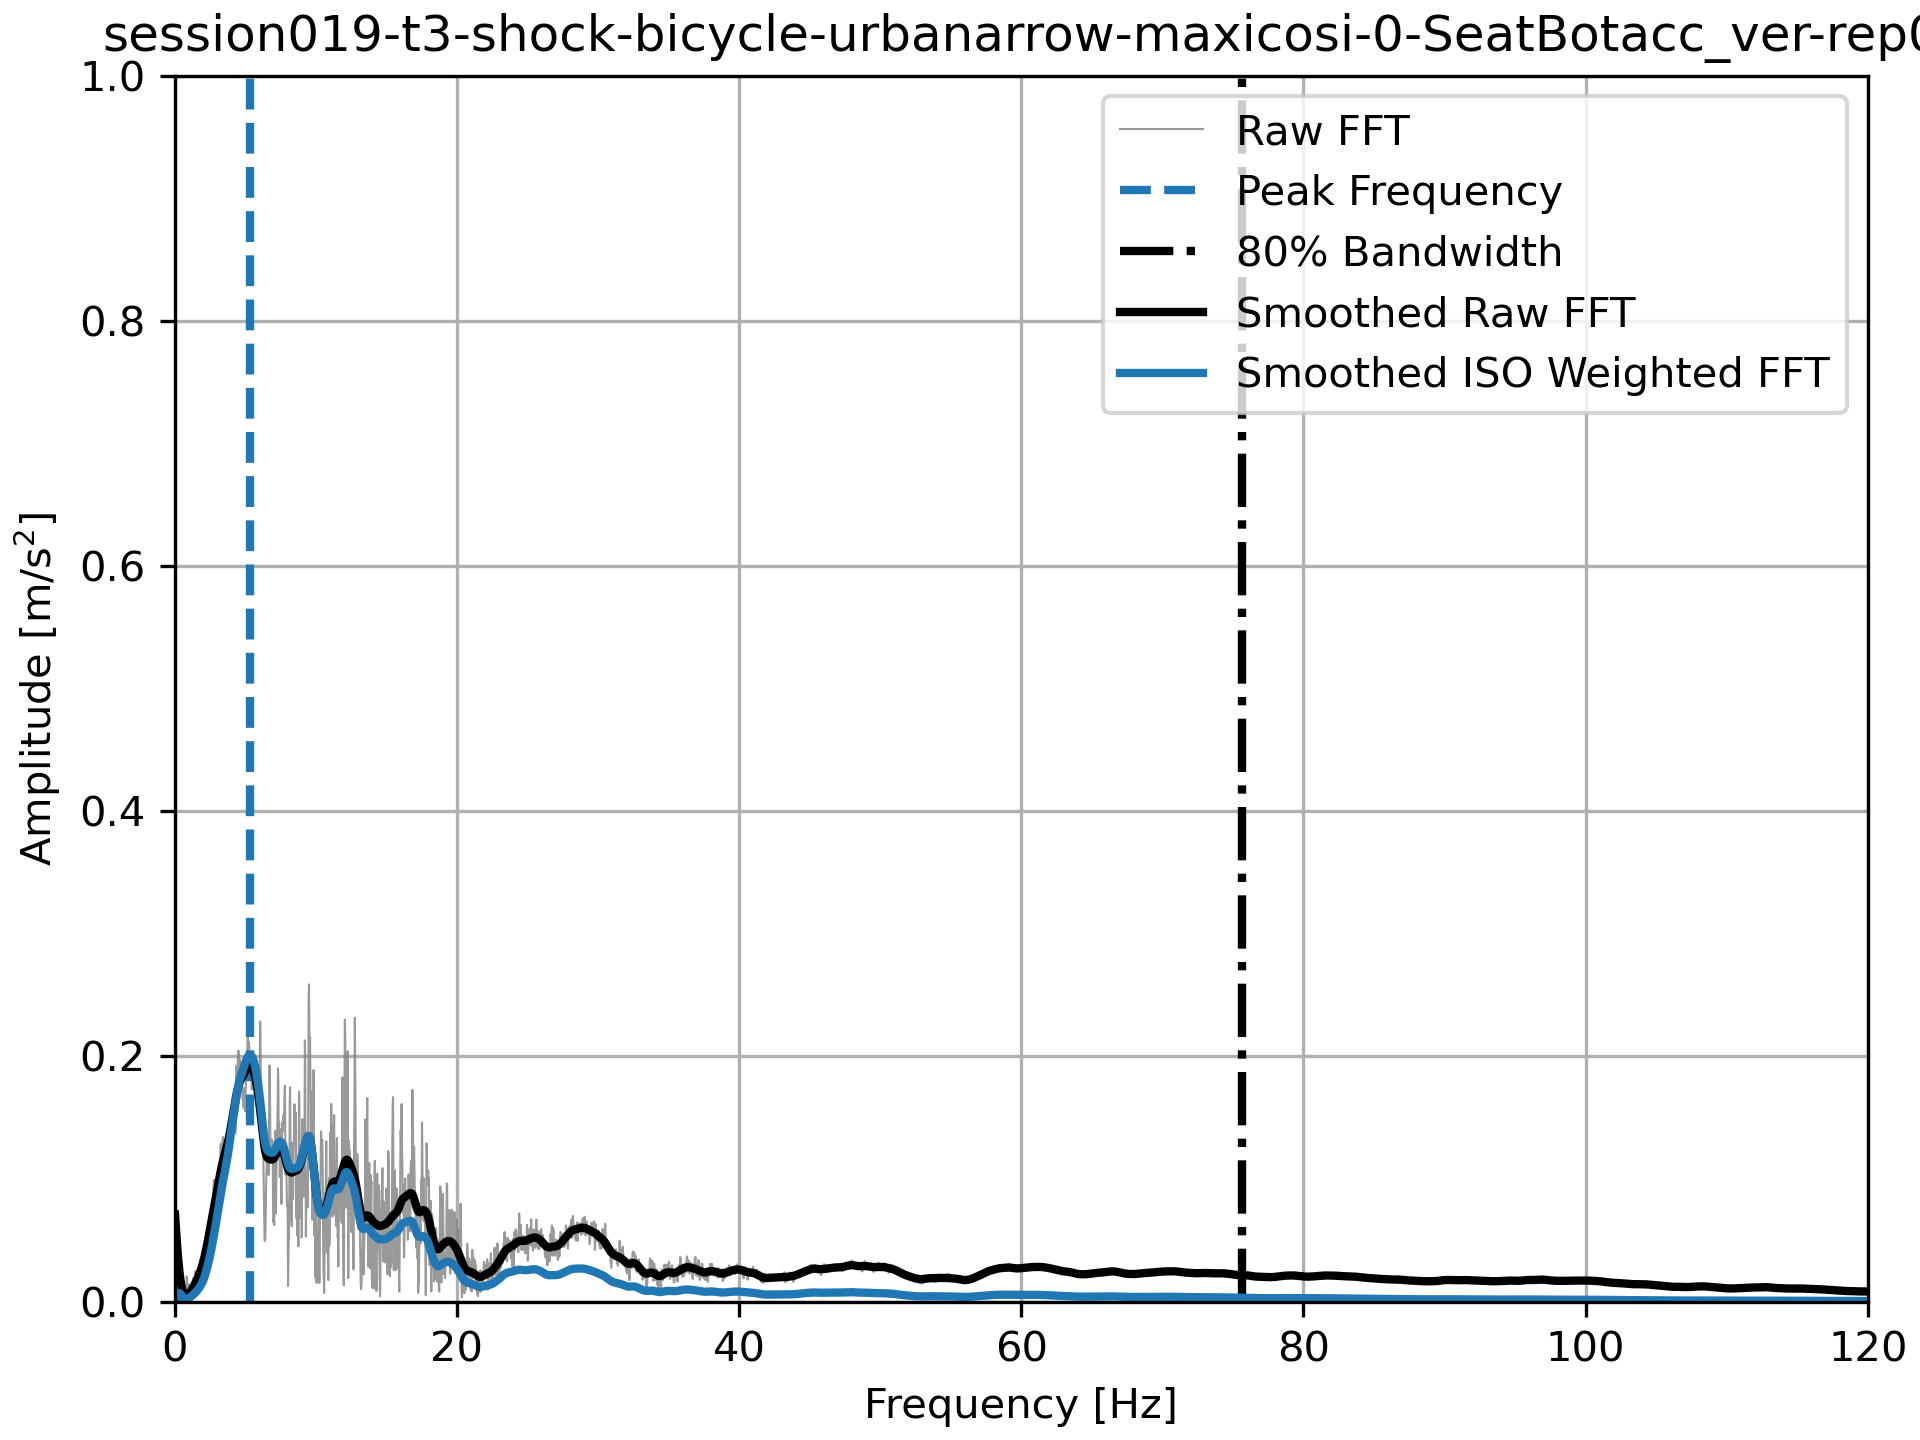 session019-t3-shock-bicycle-urbanarrow-maxicosi-0-SeatBotacc_ver-rep0
1.0
0.8
0.6
0.4
0.2
0.0
Amplitude [m/s²]
Raw FFT
Peak Frequency
80% Bandwidth
Smoothed Raw FFT
Smoothed ISO Weighted FFT
0 20 40 60 80 100 120
Frequency [Hz]